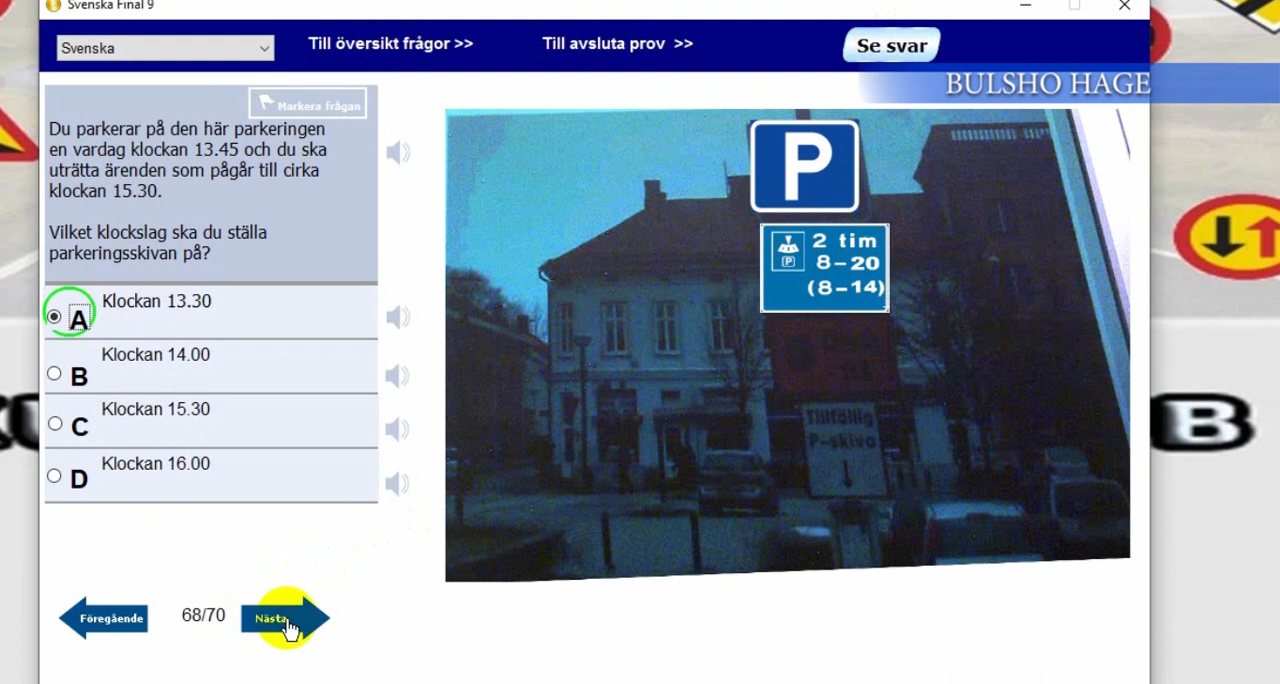 Svenska Final 9
Svenska
Till översikt frågor >>
Till avsluta prov >>
Se svar
BULSHO HAGE
Markera frågan
Du parkerar på den här parkeringen
en vardag klockan 13.45 och du ska
uträtta ärenden som pågår till cirka
klockan 15.30.
Vilket klockslag ska du ställa
parkeringsskivan på?
A
Klockan 13.30
B
Klockan 14.00
C
Klockan 15.30
D
Klockan 16.00
Föregående
68/70
Nästa
P
2 tim
P
8-20
(8-14)
Tillfällig
P-skiva
B